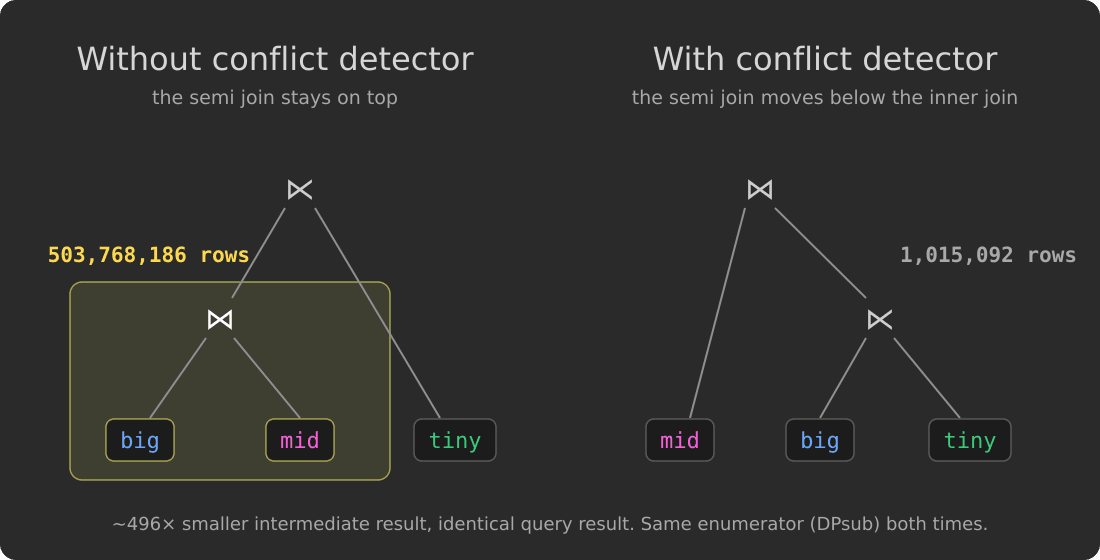 Without conflict detector
the semi join stays on top
⋉
503,768,186 rows
⋈
big
mid
tiny
With conflict detector
the semi join moves below the inner join
⋈
1,015,092 rows
⋉
mid
big
tiny
~496× smaller intermediate result, identical query result. Same enumerator (DPsub) both times.